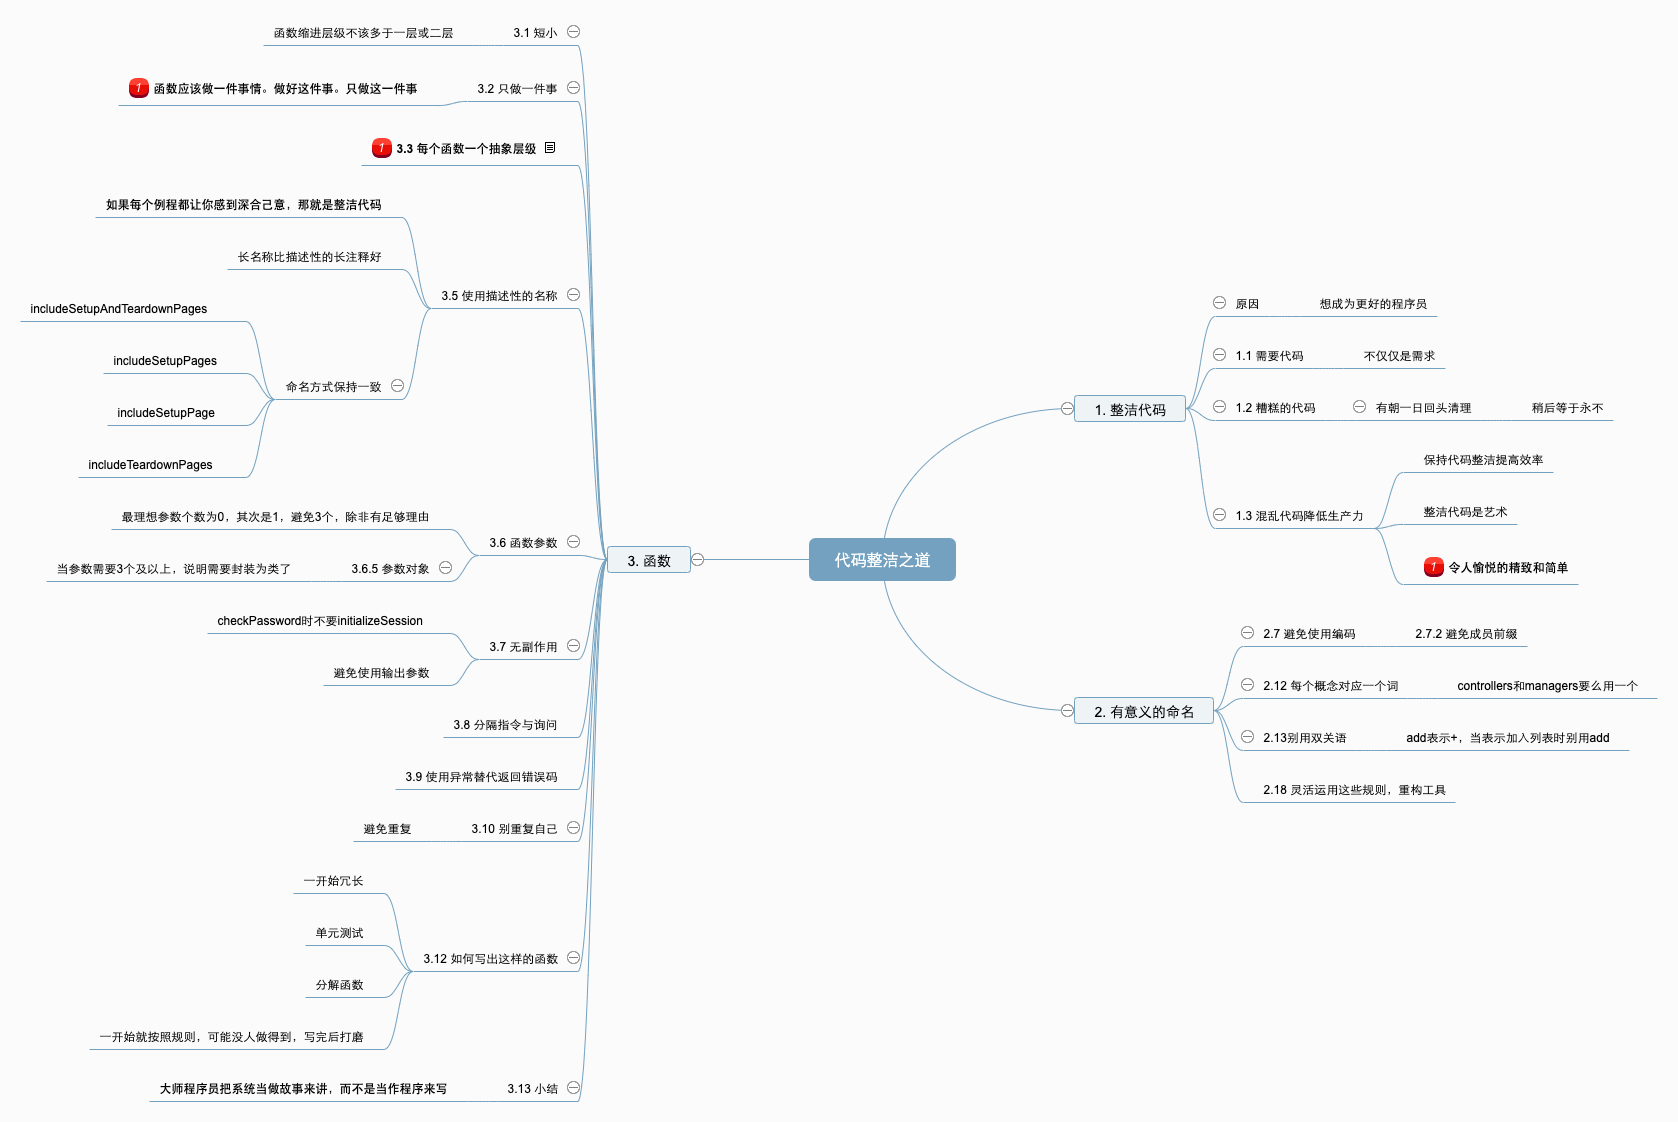 代码整洁之道
1. 整洁代码
原因
想成为更好的程序员
1.1 需要代码
不仅仅是需求
1.2 糟糕的代码
有朝一日回头清理
稍后等于永不
1.3 混乱代码降低生产力
保持代码整洁提高效率
整洁代码是艺术
1 令人愉悦的精致和简单
2. 有意义的命名
2.7 避免使用编码
2.7.2 避免成员前缀
2.12 每个概念对应一个词
controllers和managers要么用一个
2.13别用双关语
add表示+，当表示加入列表时别用add
2.18 灵活运用这些规则，重构工具
3. 函数
3.1 短小
函数缩进层级不该多于一层或二层
3.2 只做一件事
1 函数应该做一件事情。做好这件事。只做这一件事
1 3.3 每个函数一个抽象层级
3.5 使用描述性的名称
如果每个例程都让你感到深合己意，那就是整洁代码
长名称比描述性的长注释好
命名方式保持一致
includeSetupAndTeardownPages
includeSetupPages
includeSetupPage
includeTeardownPages
3.6 函数参数
最理想参数个数为0，其次是1，避免3个，除非有足够理由
3.6.5 参数对象
当参数需要3个及以上，说明需要封装为类了
3.7 无副作用
checkPassword时不要initializeSession
避免使用输出参数
3.8 分隔指令与询问
3.9 使用异常替代返回错误码
3.10 别重复自己
避免重复
3.12 如何写出这样的函数
一开始冗长
单元测试
分解函数
一开始就按照规则，可能没人做得到，写完后打磨
3.13 小结
大师程序员把系统当做故事来讲，而不是当作程序来写